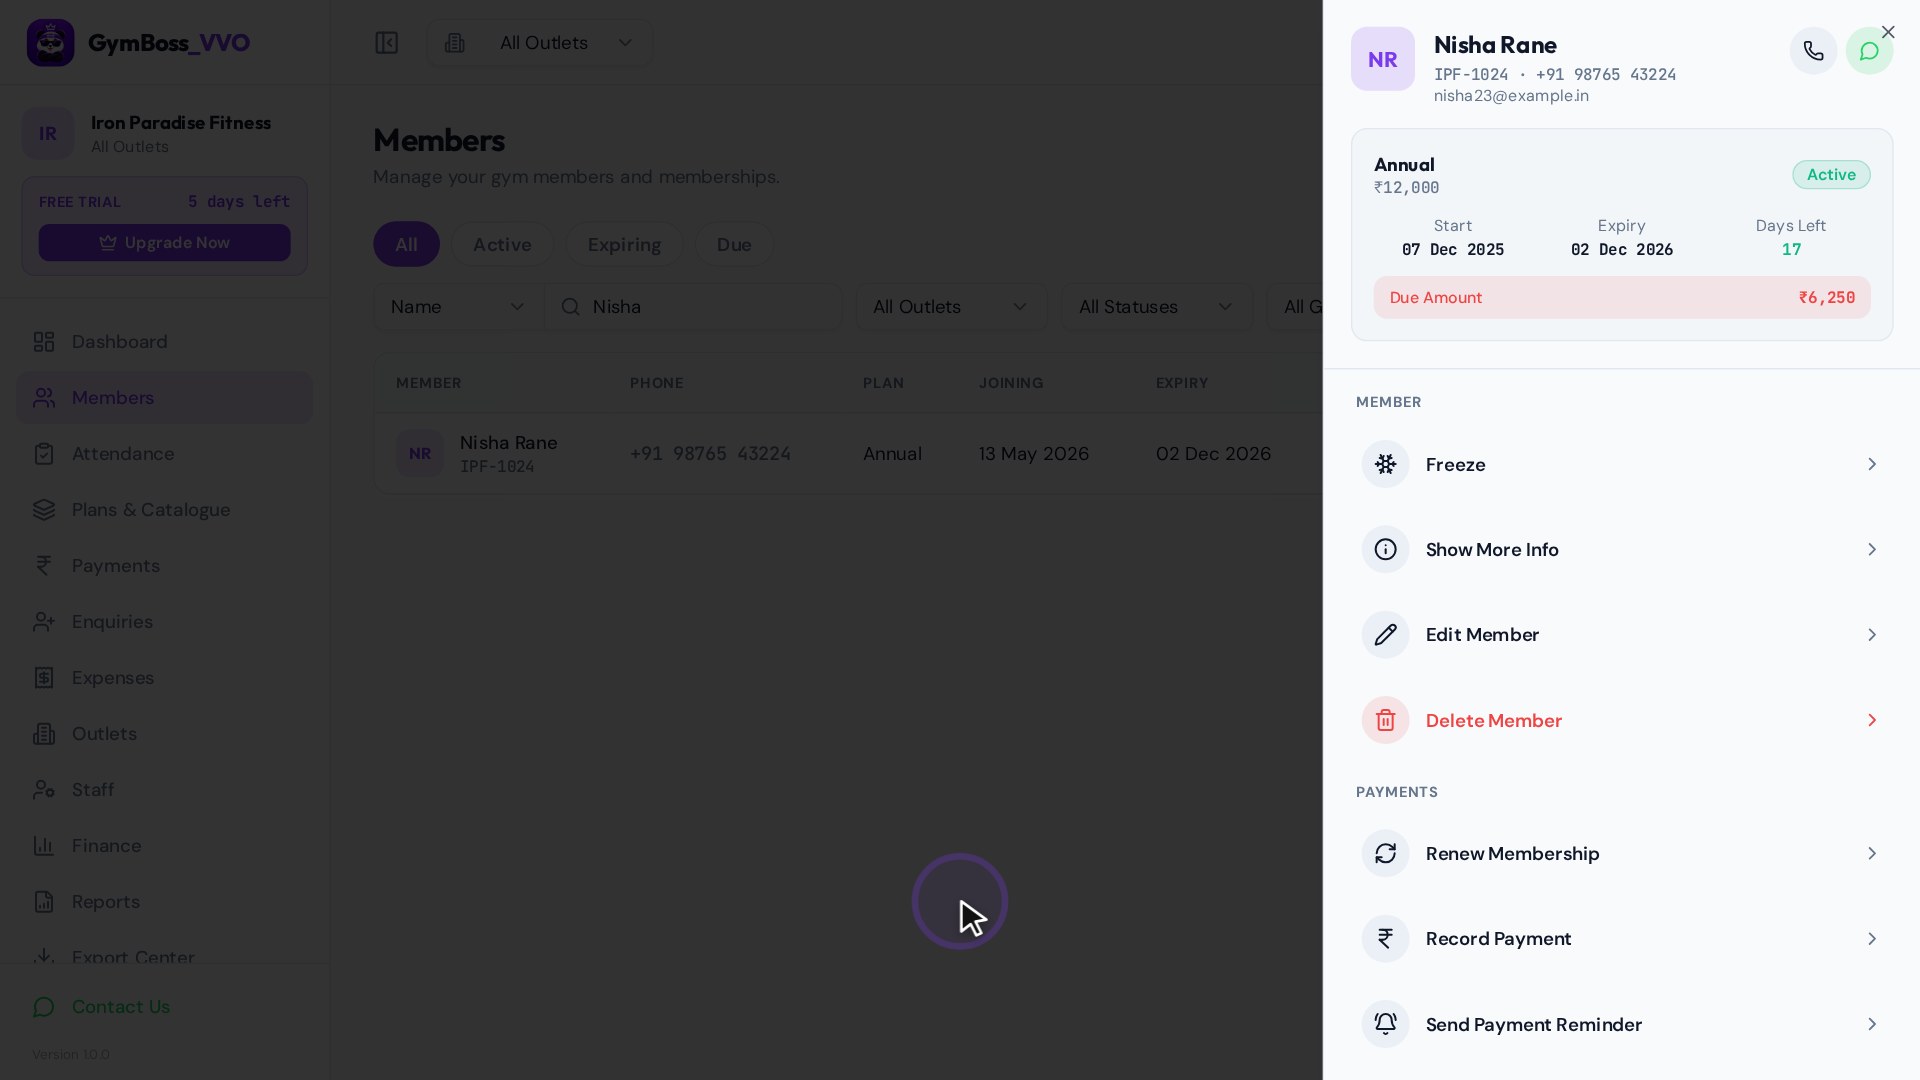 GymBoss_VVO
All Outlets
IR
Iron Paradise Fitness
All Outlets
FREE TRIAL
5 days left
Upgrade Now
Dashboard
Members
Attendance
Plans & Catalogue
Payments
Enquiries
Expenses
Outlets
Staff
Finance
Reports
Export Center
Contact Us
Version 1.0.0
Members
Manage your gym members and memberships.
All
Active
Expiring
Due
Name
Nisha
All Outlets
All Statuses
All G
MEMBER PHONE PLAN JOINING EXPIRY
NR
Nisha Rane
IPF-1024
+91 98765 43224
Annual
13 May 2026
02 Dec 2026
NR
Nisha Rane
IPF-1024 · +91 98765 43224
nisha23@example.in
Annual
₹12,000
Active
Start Expiry Days Left
07 Dec 2025 02 Dec 2026 17
Due Amount ₹6,250
MEMBER
Freeze
Show More Info
Edit Member
Delete Member
PAYMENTS
Renew Membership
Record Payment
Send Payment Reminder